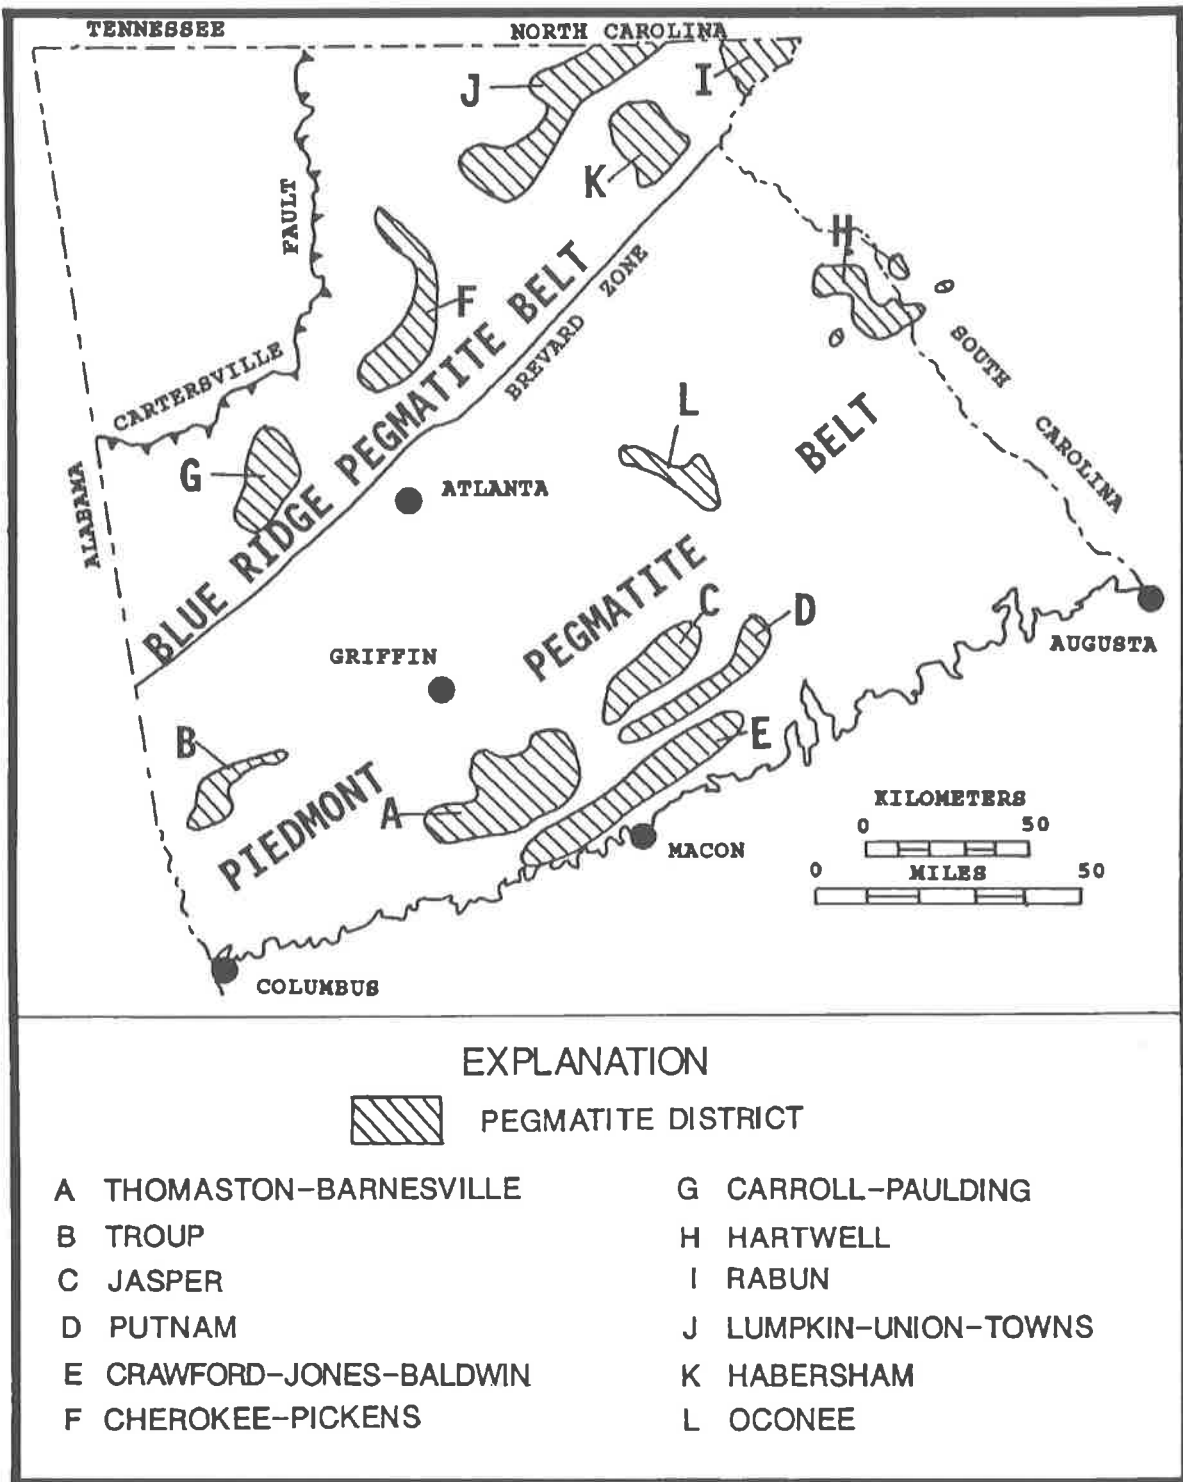 TENNESSEE
NORTH CAROLINA
J
I
K
FAULT
H
F
BLUE RIDGE PEGMATITE BELT
BREVARD ZONE
SOUTH CAROLINA
CARTERSVILLE
L
G
ALABAMA
ATLANTA
PIEDMONT PEGMATITE BELT
C
D
AUGUSTA
GRIFFIN
B
E
A
MACON
KILOMETERS
0 50
MILES
0 50
COLUMBUS
EXPLANATION
PEGMATITE DISTRICT
A THOMASTON-BARNESVILLE
B TROUP
C JASPER
D PUTNAM
E CRAWFORD-JONES-BALDWIN
F CHEROKEE-PICKENS
G CARROLL-PAULDING
H HARTWELL
I RABUN
J LUMPKIN-UNION-TOWNS
K HABERSHAM
L OCONEE